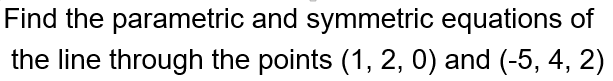 Find the parametric and symmetric equations of
the line through the points (1, 2, 0) and (-5, 4, 2)